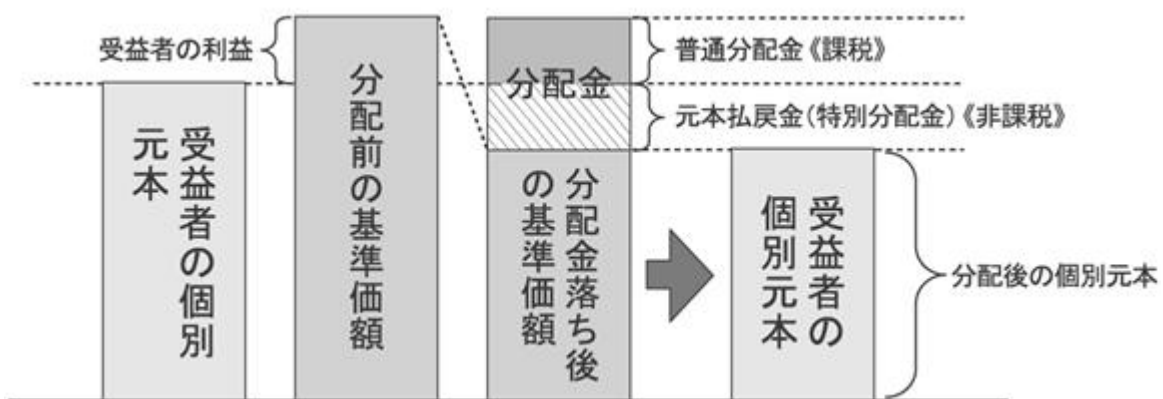 受益者の利益
普通分配金《課税》
分配金
元本払戻金(特別分配金)《非課税》
受益者の個別
元本
分配前の基準価額
分配金落ち後
の基準価額
受益者の
個別元本
分配後の個別元本